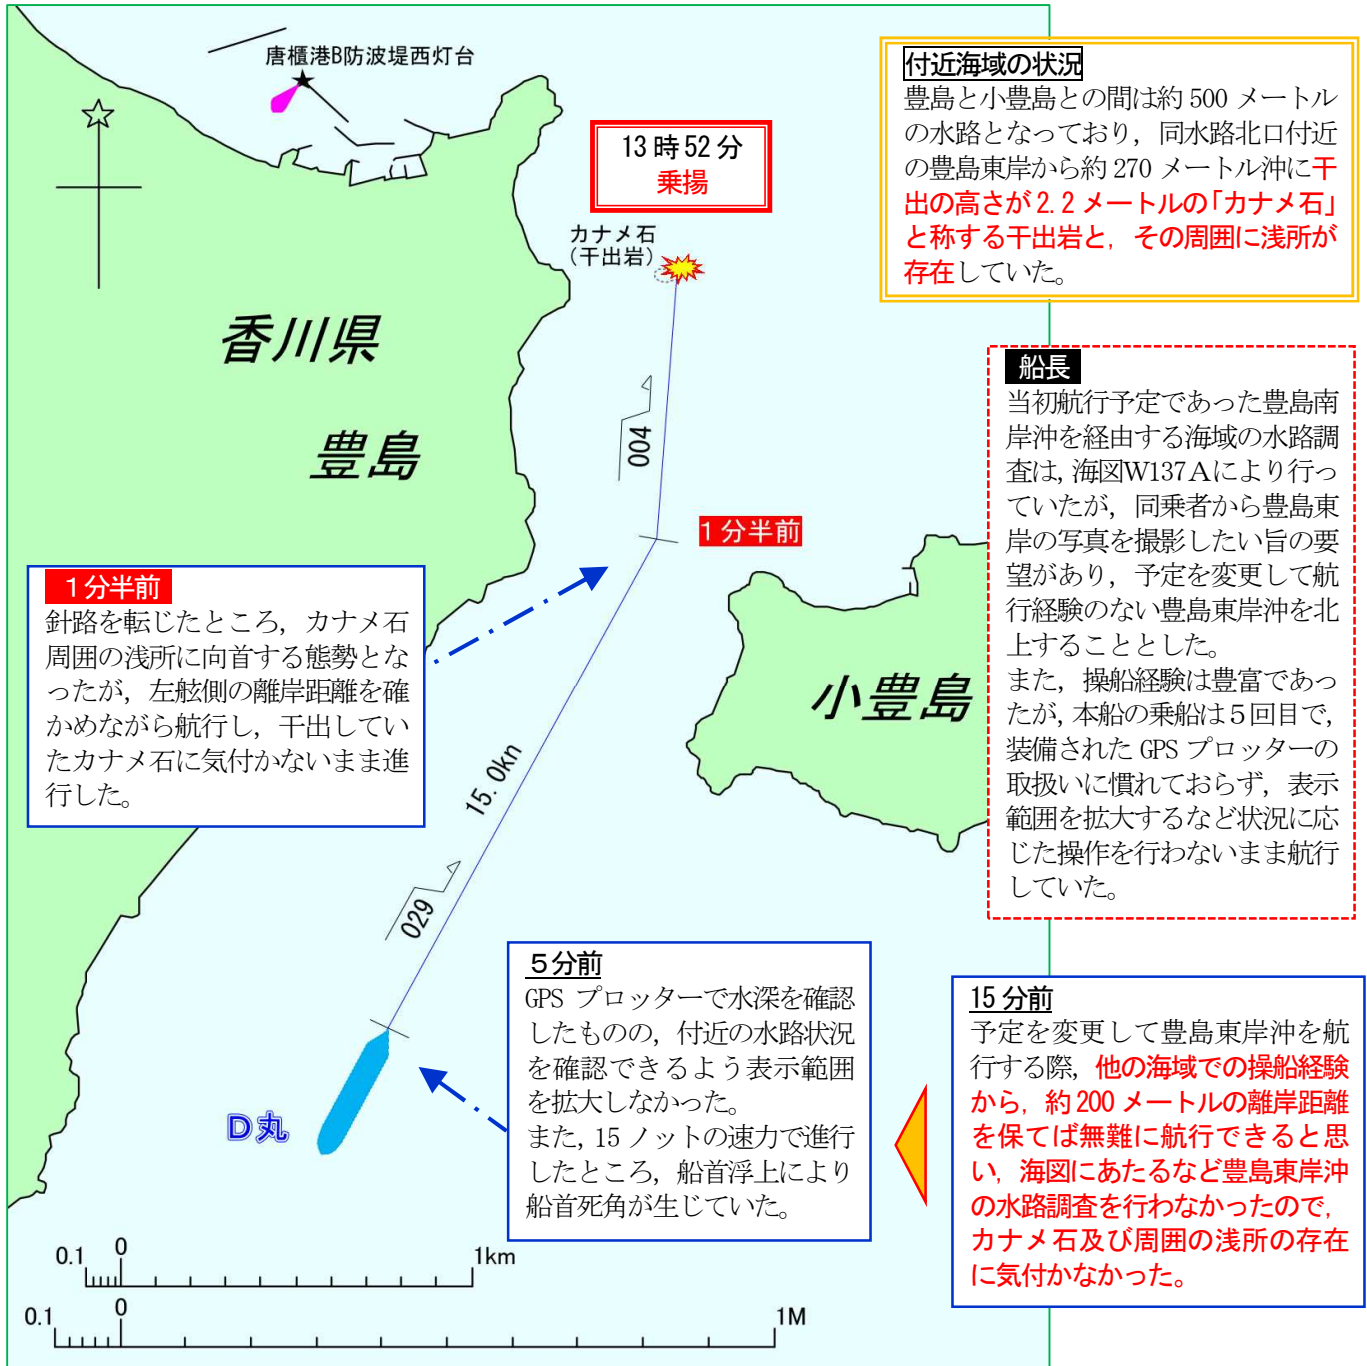 唐櫃港B防波堤西灯台
13時52分
乗揚
カナメ石
（干出岩）
付近海域の状況
豊島と小豊島との間は約500メートル
の水路となっており，同水路北口付近
の豊島東岸から約270メートル沖に干
出の高さが2.2メートルの「カナメ石」
と称する干出岩と，その周囲に浅所が
存在していた。
香川県
豊島
004
1分半前
小豊島
船長
当初航行予定であった豊島南
岸沖を経由する海域の水路調
査は，海図W137Aにより行っ
ていたが，同乗者から豊島東
岸の写真を撮影したい旨の要
望があり，予定を変更して航
行経験のない豊島東岸沖を北
上することとした。
また，操船経験は豊富であっ
たが，本船の乗船は5回目で，
装備されたGPSプロッターの
取扱いに慣れておらず，表示
範囲を拡大するなど状況に応
じた操作を行わないまま航行
していた。
1分半前
針路を転じたところ，カナメ石
周囲の浅所に向首する態勢とな
ったが，左舷側の離岸距離を確
かめながら航行し，干出してい
たカナメ石に気付かないまま進
行した。
15.0kn
029
D丸
5分前
GPSプロッターで水深を確認
したものの，付近の水路状況
を確認できるよう表示範囲
を拡大しなかった。
また，15ノットの速力で進行
したところ，船首浮上により
船首死角が生じていた。
15分前
予定を変更して豊島東岸沖を航
行する際，他の海域での操船経験
から，約200メートルの離岸距離
を保てば無難に航行できると思
い，海図にあたるなど豊島東岸沖
の水路調査を行わなかったので，
カナメ石及び周囲の浅所の存在
に気付かなかった。
0.1 0 1km
0.1 0 1M